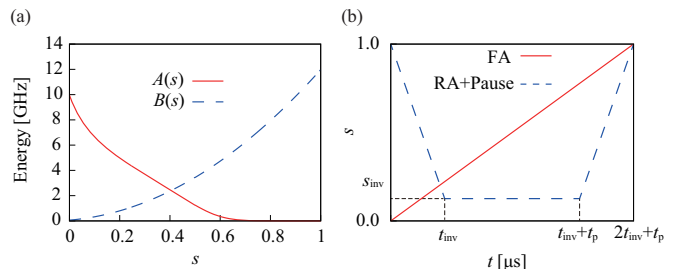 (a)
14
12
10
8
6
4
2
0
Energy [GHz]
A(s)
B(s)
0 0.2 0.4 0.6 0.8 1
s
(b)
1.0
s
s_inv
0.0
FA
RA+Pause
t_inv t_inv+t_p 2t_inv+t_p
t [μs]